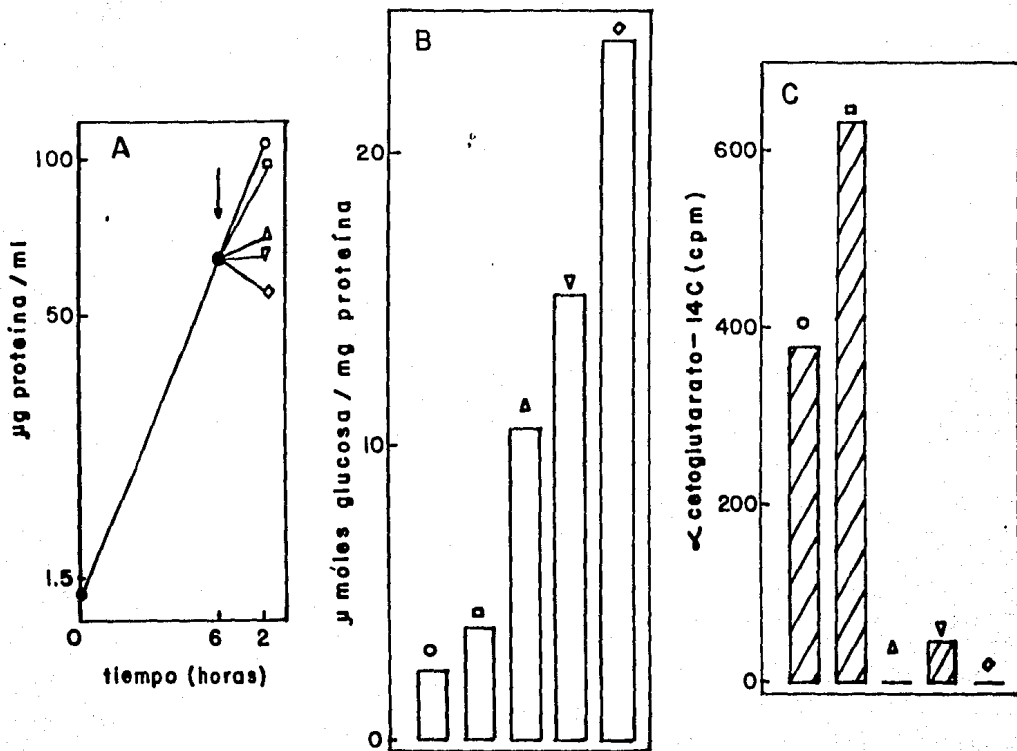 A
100
50
1.5
0
6
2
µg proteína/ml
tiempo (horas)
B
20
10
0
µ móles glucosa/mg proteína
C
600
400
200
0
∝ cetoglutarato-14C (cpm)